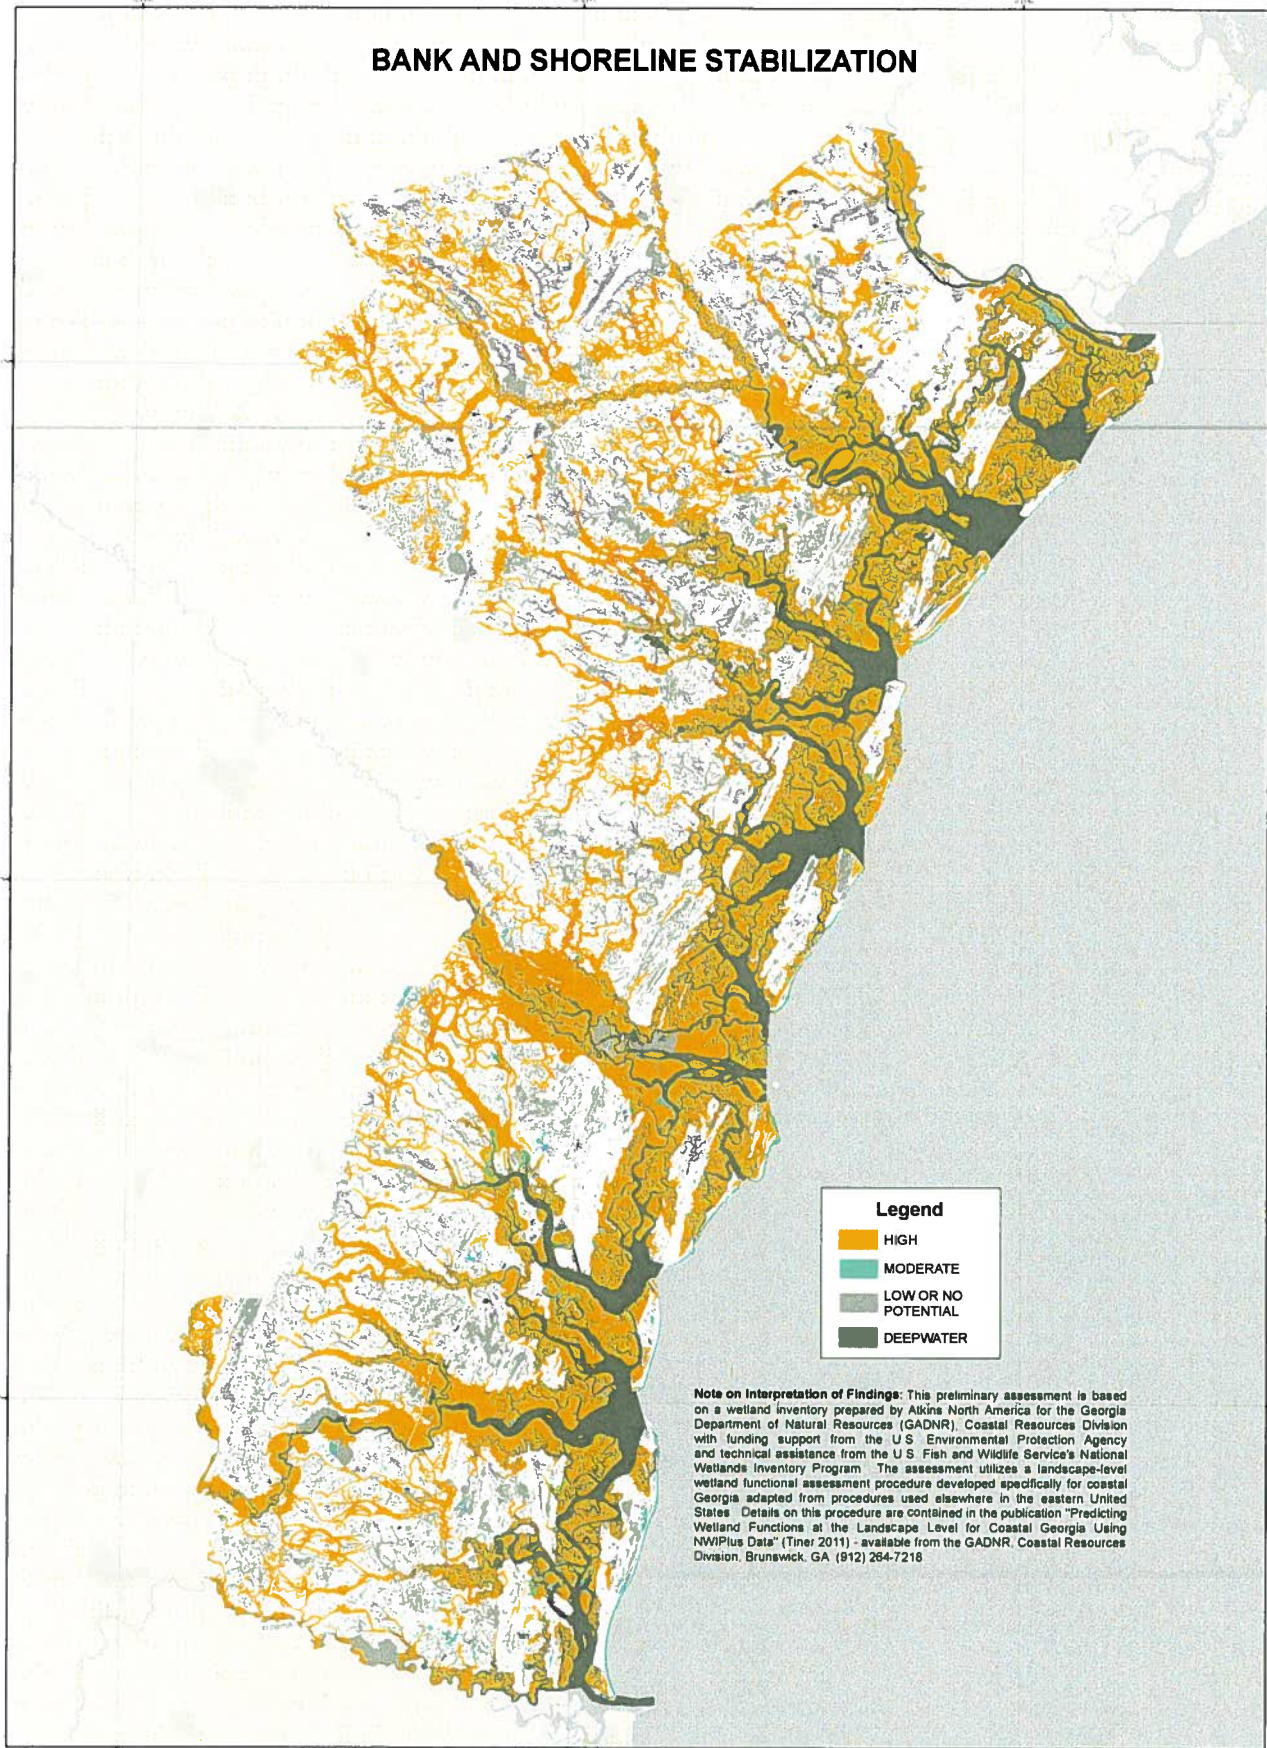 BANK AND SHORELINE STABILIZATION
Legend
HIGH
MODERATE
LOW OR NO
POTENTIAL
DEEPWATER
Note on Interpretation of Findings: This preliminary assessment is based
on a wetland inventory prepared by Atkins North America for the Georgia
Department of Natural Resources (GADNR), Coastal Resources Division
with funding support from the U S Environmental Protection Agency
and technical assistance from the U S Fish and Wildlife Service's National
Wetlands Inventory Program The assessment utilizes a landscape-level
wetland functional assessment procedure developed specifically for coastal
Georgia adapted from procedures used elsewhere in the eastern United
States Details on this procedure are contained in the publication "Predicting
Wetland Functions at the Landscape Level for Coastal Georgia Using
NWIPlus Data" (Tiner 2011) - available from the GADNR, Coastal Resources
Division, Brunswick, GA (912) 264-7218